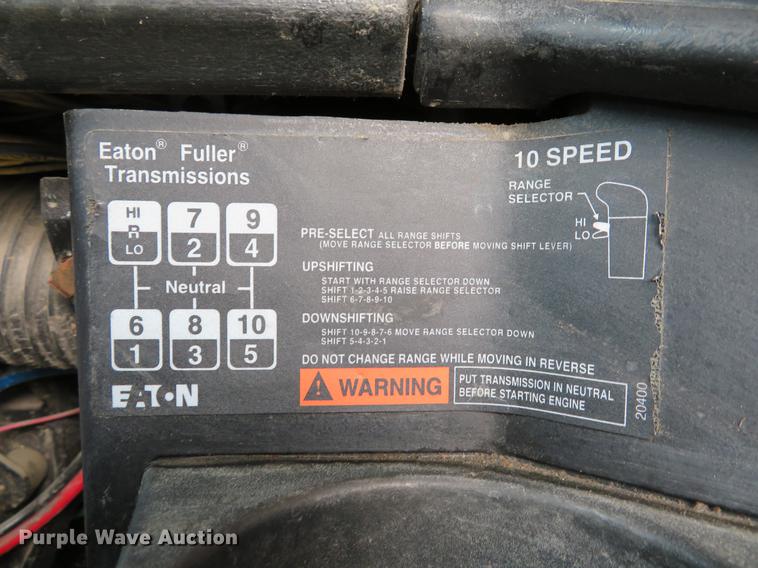 Eaton® Fuller®
Transmissions
10 SPEED
RANGE
SELECTOR
HI
LO
HI
R
LO
7
2
9
4
Neutral
6
1
8
3
10
5
EATON
PRE-SELECT ALL RANGE SHIFTS
(MOVE RANGE SELECTOR BEFORE MOVING SHIFT LEVER)
UPSHIFTING
START WITH RANGE SELECTOR DOWN
SHIFT 1-2-3-4-5 RAISE RANGE SELECTOR
SHIFT 6-7-8-9-10
DOWNSHIFTING
SHIFT 10-9-8-7-6 MOVE RANGE SELECTOR DOWN
SHIFT 5-4-3-2-1
DO NOT CHANGE RANGE WHILE MOVING IN REVERSE
WARNING
PUT TRANSMISSION IN NEUTRAL
BEFORE STARTING ENGINE
20400
Purple Wave Auction